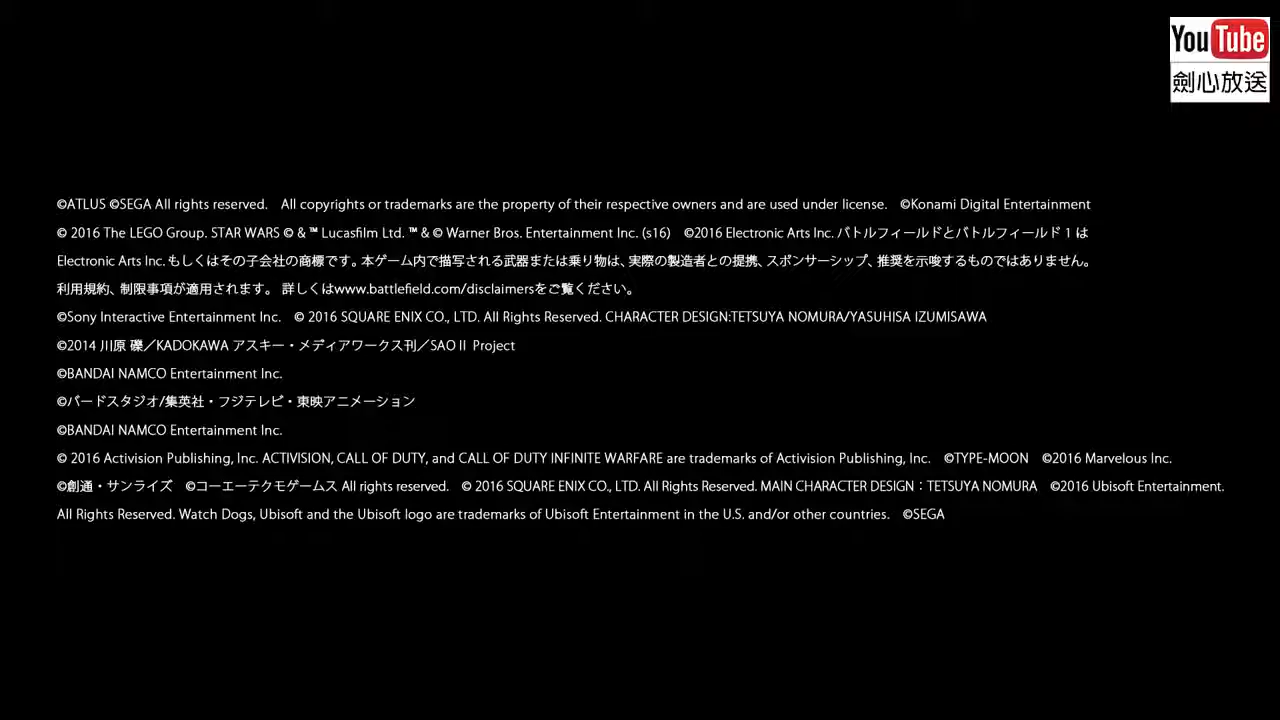 YouTube
劍心放送
©ATLUS ©SEGA All rights reserved.　All copyrights or trademarks are the property of their respective owners and are used under license.　©Konami Digital Entertainment
© 2016 The LEGO Group. STAR WARS © & ™ Lucasfilm Ltd. ™ & © Warner Bros. Entertainment Inc. (s16)　©2016 Electronic Arts Inc. バトルフィールドとバトルフィールド 1 は
Electronic Arts Inc. もしくはその子会社の商標です。本ゲーム内で描写される武器または乗り物は、実際の製造者との提携、スポンサーシップ、推奨を示唆するものではありません。
利用規約、制限事項が適用されます。 詳しくはwww.battlefield.com/disclaimersをご覧ください。
©Sony Interactive Entertainment Inc.　© 2016 SQUARE ENIX CO., LTD. All Rights Reserved. CHARACTER DESIGN:TETSUYA NOMURA/YASUHISA IZUMISAWA
©2014 川原 礫／KADOKAWA アスキー・メディアワークス刊／SAOⅡ Project
©BANDAI NAMCO Entertainment Inc.
©バードスタジオ/集英社・フジテレビ・東映アニメーション
©BANDAI NAMCO Entertainment Inc.
© 2016 Activision Publishing, Inc. ACTIVISION, CALL OF DUTY, and CALL OF DUTY INFINITE WARFARE are trademarks of Activision Publishing, Inc.　©TYPE-MOON　©2016 Marvelous Inc.
©創通・サンライズ　©コーエーテクモゲームス All rights reserved.　© 2016 SQUARE ENIX CO., LTD. All Rights Reserved. MAIN CHARACTER DESIGN：TETSUYA NOMURA　©2016 Ubisoft Entertainment.
All Rights Reserved. Watch Dogs, Ubisoft and the Ubisoft logo are trademarks of Ubisoft Entertainment in the U.S. and/or other countries.　©SEGA